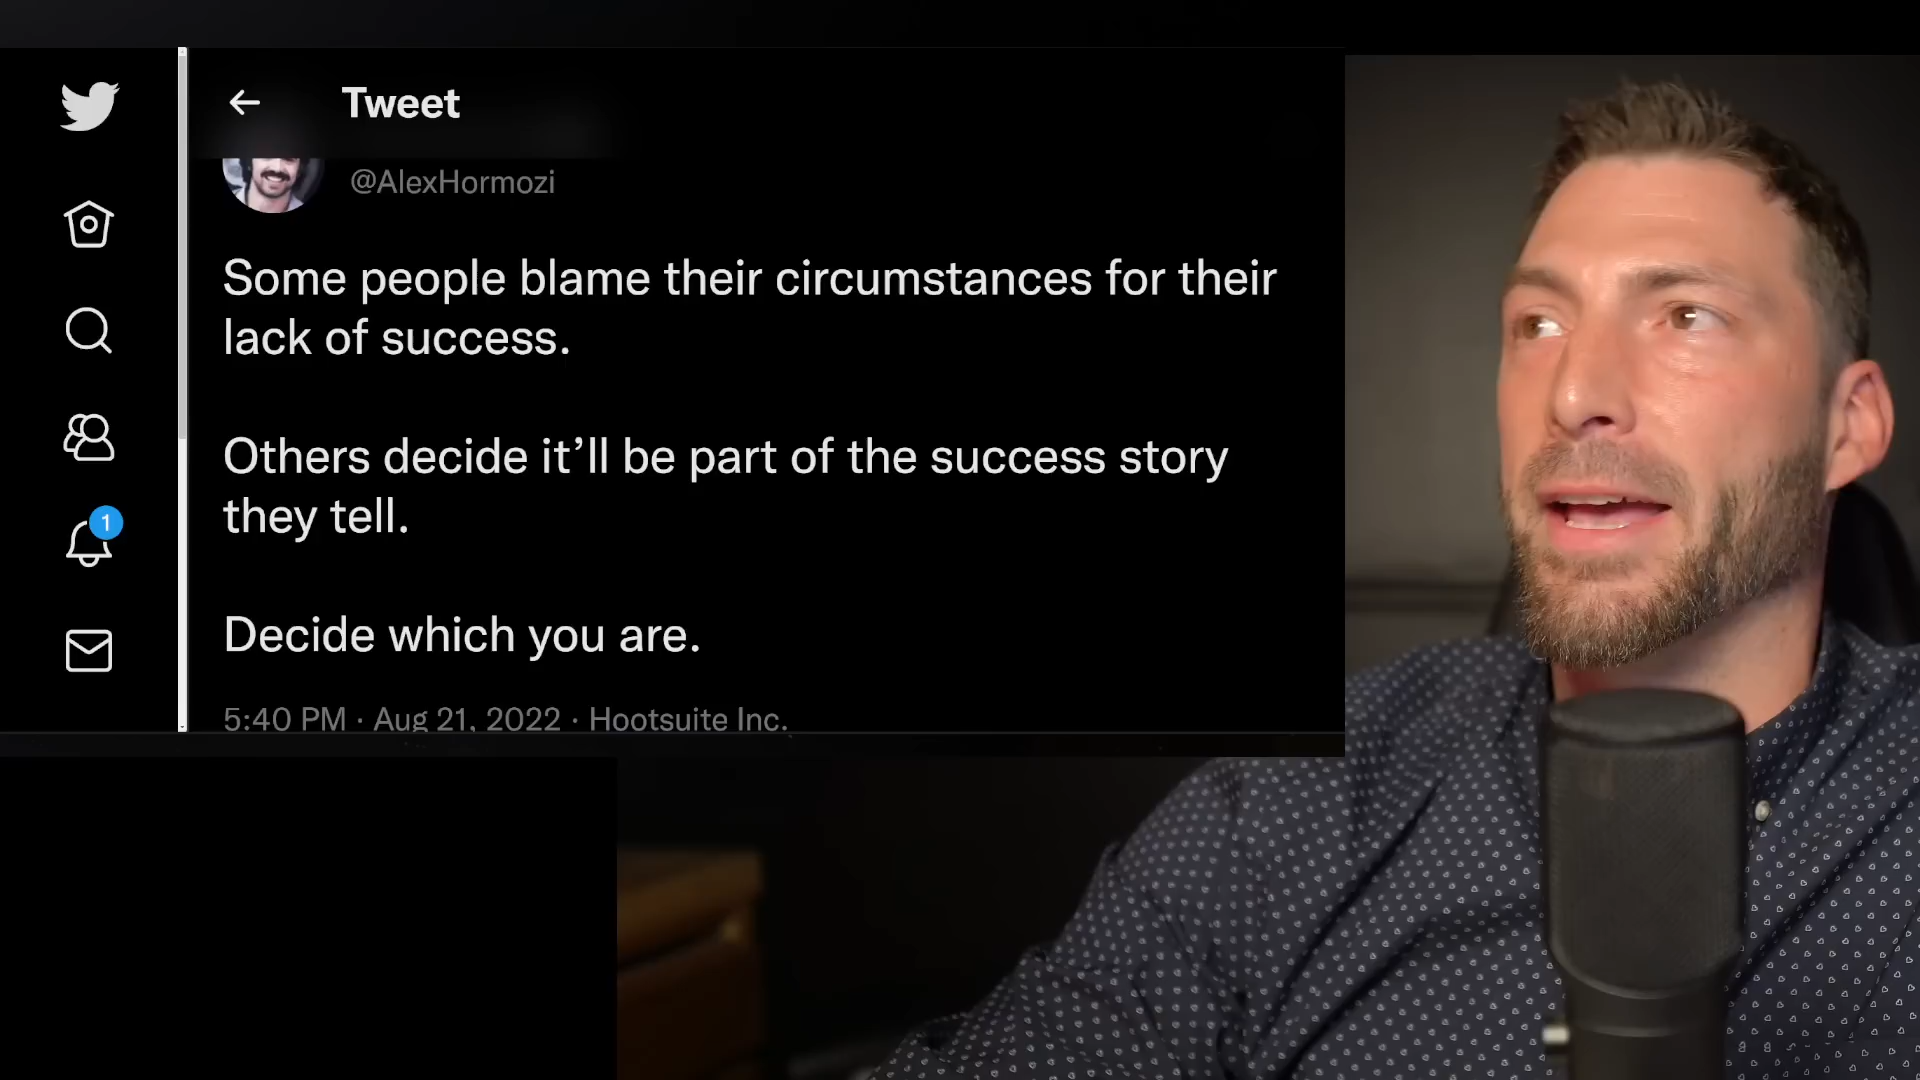 Tweet
@AlexHormozi
Some people blame their circumstances for their
lack of success.
Others decide it’ll be part of the success story
they tell.
Decide which you are.
1
5:40 PM · Aug 21, 2022 · Hootsuite Inc.